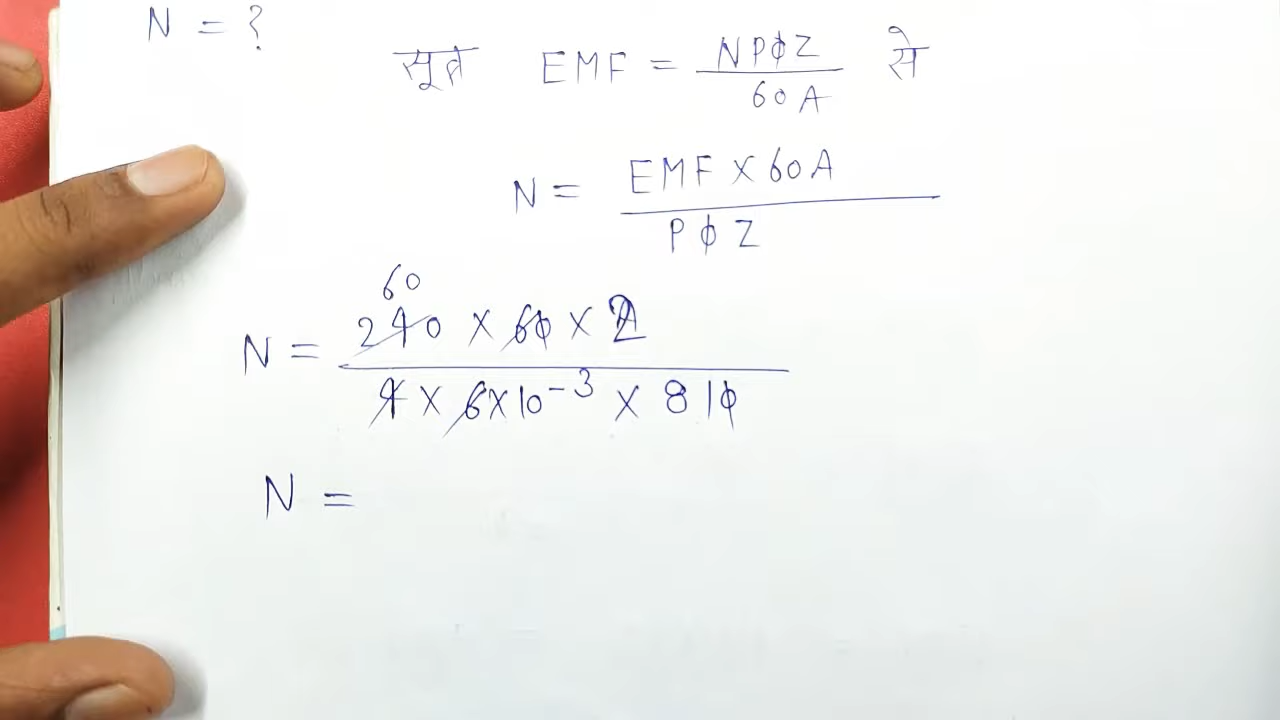 N = ?
सूत्र EMF = NPϕZ / 60A से
N = EMF × 60A / PϕZ
60
N = 240 × 60 × 2 / 4 × 6 × 10⁻³ × 810
N =